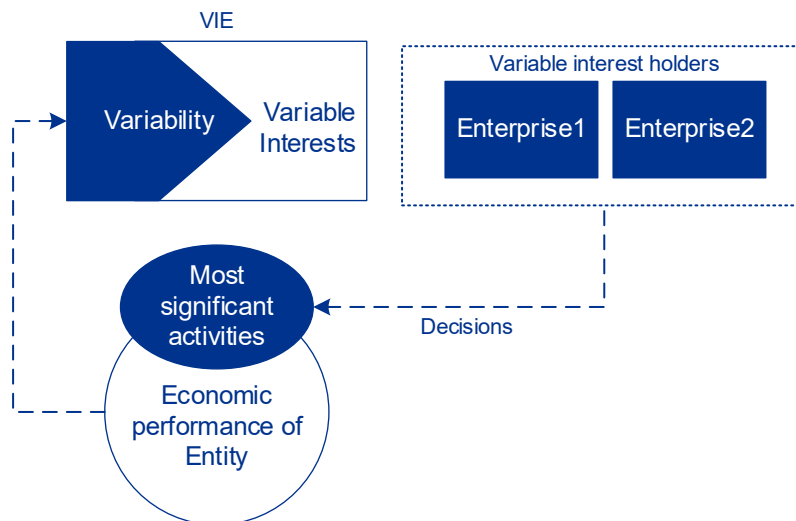 VIE
Variability
Variable
Interests
Variable interest holders
Enterprise1
Enterprise2
Most
significant
activities
Decisions
Economic
performance of
Entity